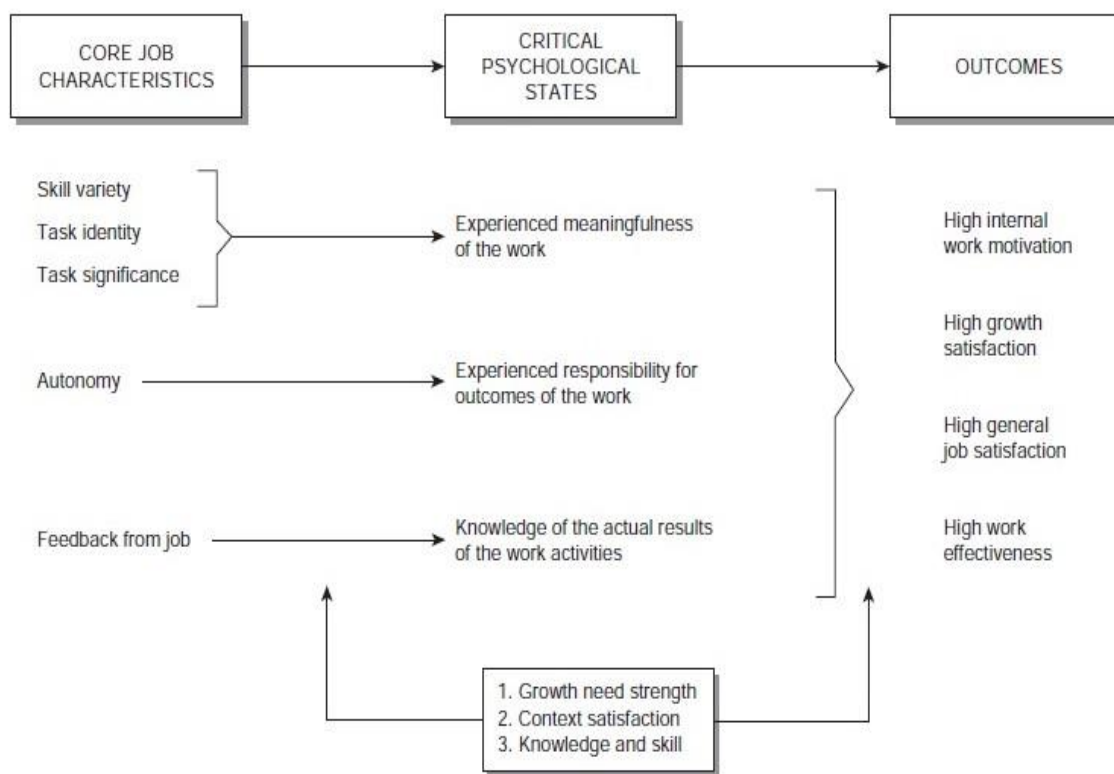 CORE JOB
CHARACTERISTICS
CRITICAL
PSYCHOLOGICAL
STATES
OUTCOMES
Skill variety
Task identity
Task significance
Experienced meaningfulness
of the work
High internal
work motivation
High growth
satisfaction
Autonomy
Experienced responsibility for
outcomes of the work
High general
job satisfaction
Feedback from job
Knowledge of the actual results
of the work activities
High work
effectiveness
1. Growth need strength
2. Context satisfaction
3. Knowledge and skill